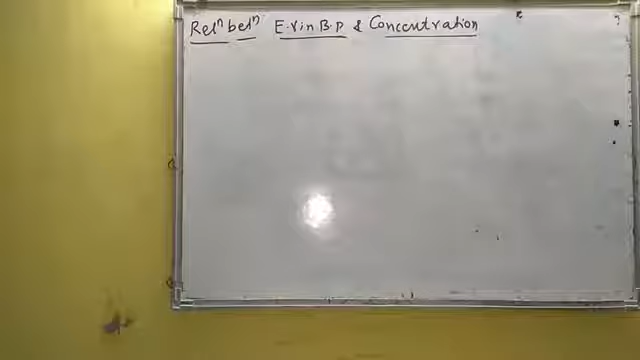 Relⁿ betⁿ E.V in B.P & Concentration